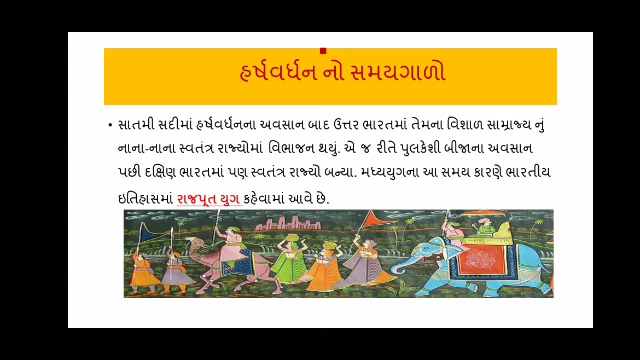 હર્ષવર્ધન નો સમયગાળો
• સાતમી સદીમાં હર્ષવર્ધનના અવસાન બાદ ઉત્તર ભારતમાં તેમના વિશાળ સામ્રાજ્ય નું
નાના-નાના સ્વતંત્ર રાજ્યોમાં વિભાજન થયું. એ જ રીતે પુલકેશી બીજાના અવસાન
પછી દક્ષિણ ભારતમાં પણ સ્વતંત્ર રાજ્યો બન્યા. મધ્યયુગના આ સમય કારણે ભારતીય
ઇતિહાસમાં રાજપૂત યુગ કહેવામાં આવે છે.